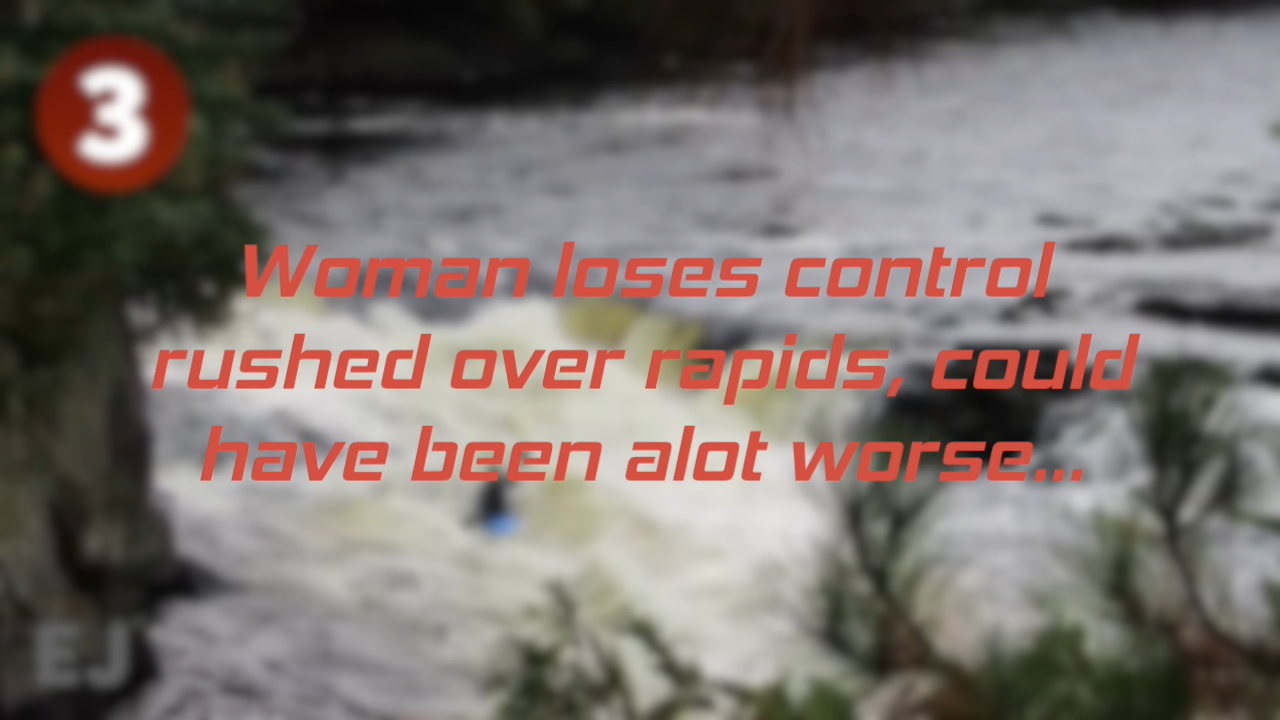 3
Woman loses control
rushed over rapids, could
have been alot worse...
EJ